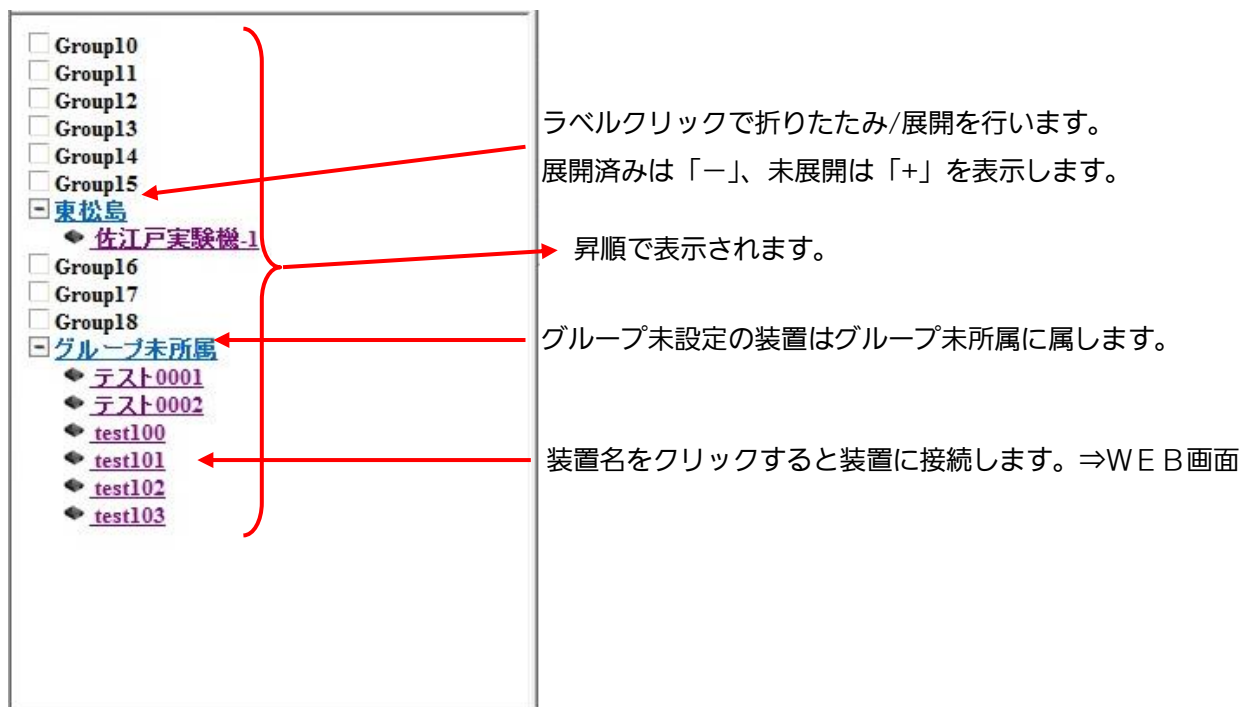 Group10
Group11
Group12
Group13
Group14
Group15
東松島
佐江戸実験機-1
Group16
Group17
Group18
グループ未所属
テスト0001
テスト0002
test100
test101
test102
test103
ラベルクリックで折りたたみ/展開を行います。
展開済みは「－」、未展開は「+」を表示します。
昇順で表示されます。
グループ未設定の装置はグループ未所属に属します。
装置名をクリックすると装置に接続します。⇒ＷＥＢ画面